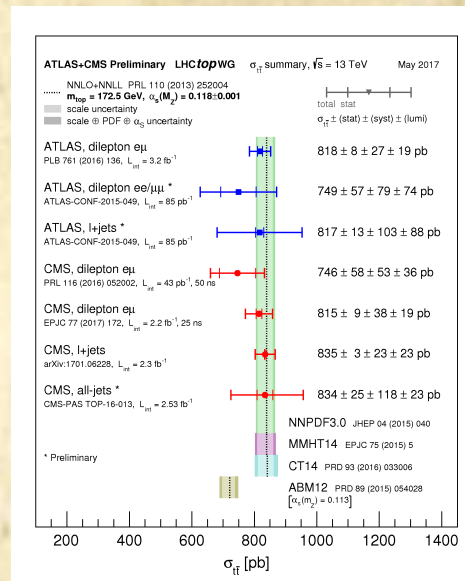 ATLAS+CMS Preliminary LHCtopWG σtt̄ summary, √s = 13 TeV May 2017
NNLO+NNLL PRL 110 (2013) 252004
mtop = 172.5 GeV, αs(MZ) = 0.118±0.001
scale uncertainty
scale ⊕ PDF ⊕ αS uncertainty
total stat
σtt̄ ± (stat) ± (syst) ± (lumi)
ATLAS, dilepton eμ
PLB 761 (2016) 136, Lint = 3.2 fb-1
818 ± 8 ± 27 ± 19 pb
ATLAS, dilepton ee/μμ *
ATLAS-CONF-2015-049, Lint = 85 pb-1
749 ± 57 ± 79 ± 74 pb
ATLAS, l+jets *
ATLAS-CONF-2015-049, Lint = 85 pb-1
817 ± 13 ± 103 ± 88 pb
CMS, dilepton eμ
PRL 116 (2016) 052002, Lint = 43 pb-1, 50 ns
746 ± 58 ± 53 ± 36 pb
CMS, dilepton eμ
EPJC 77 (2017) 172, Lint = 2.2 fb-1, 25 ns
815 ± 9 ± 38 ± 19 pb
CMS, l+jets
arXiv:1701.06228, Lint = 2.3 fb-1
835 ± 3 ± 23 ± 23 pb
CMS, all-jets *
CMS-PAS TOP-16-013, Lint = 2.53 fb-1
834 ± 25 ± 118 ± 23 pb
NNPDF3.0 JHEP 04 (2015) 040
MMHT14 EPJC 75 (2015) 5
CT14 PRD 93 (2016) 033006
ABM12 PRD 89 (2015) 054028
[αs(mZ) = 0.113]
* Preliminary
200 400 600 800 1000 1200 1400
σtt̄ [pb]